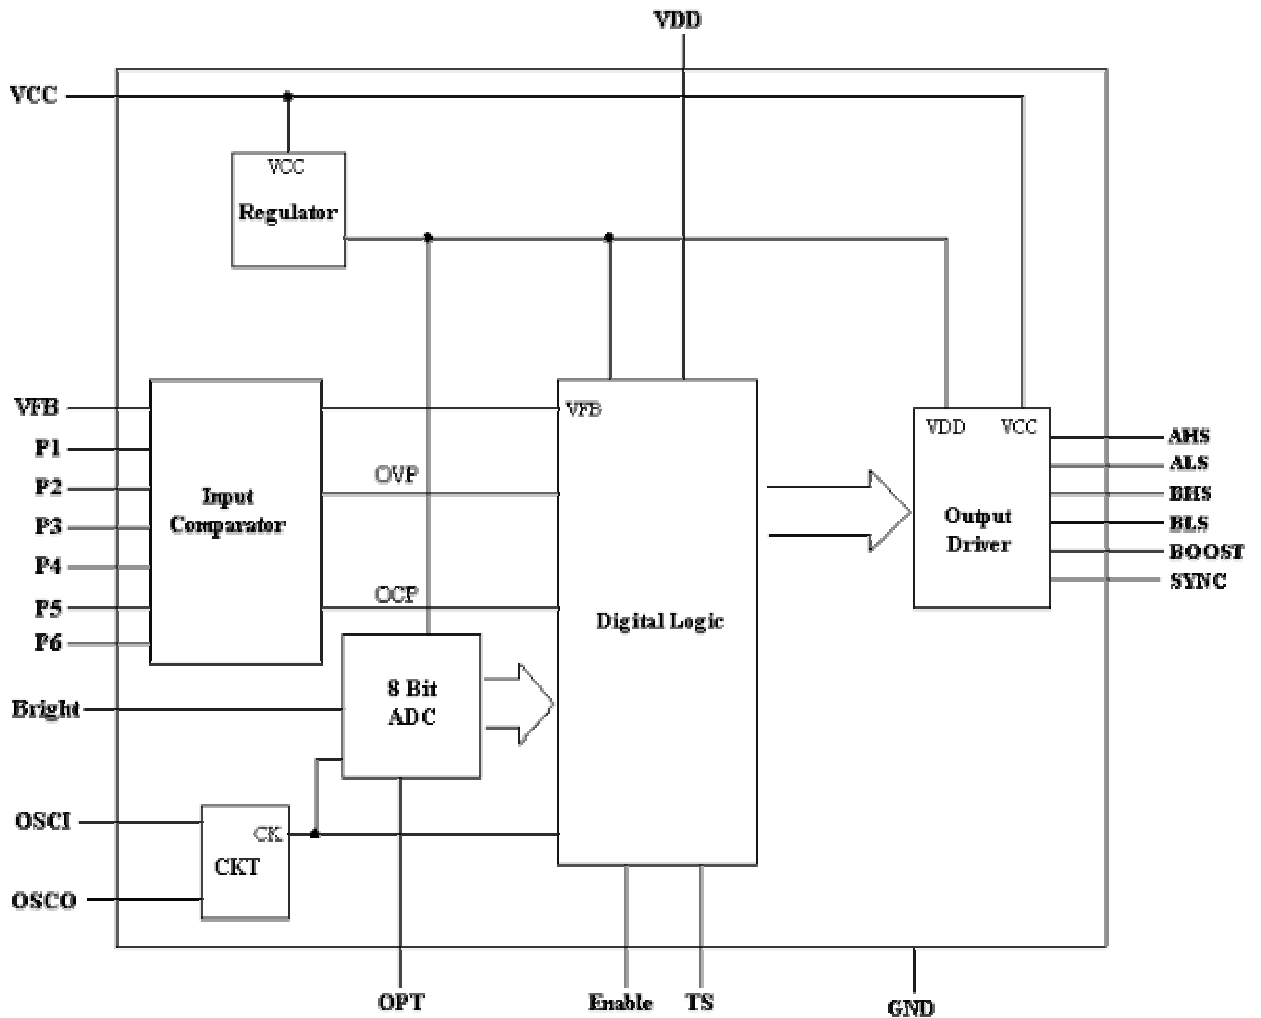 VDD
VCC
VCC
Regulator
VFB
P1
P2
P3
P4
P5
P6
Input
Comparator
OVP
OCP
VFB
Digital Logic
VDD VCC
Output
Driver
AHS
ALS
BHS
BLS
BOOST
SYNC
Bright
8 Bit
ADC
OSCI
CK
CKT
OSCO
OPT
Enable
TS
GND